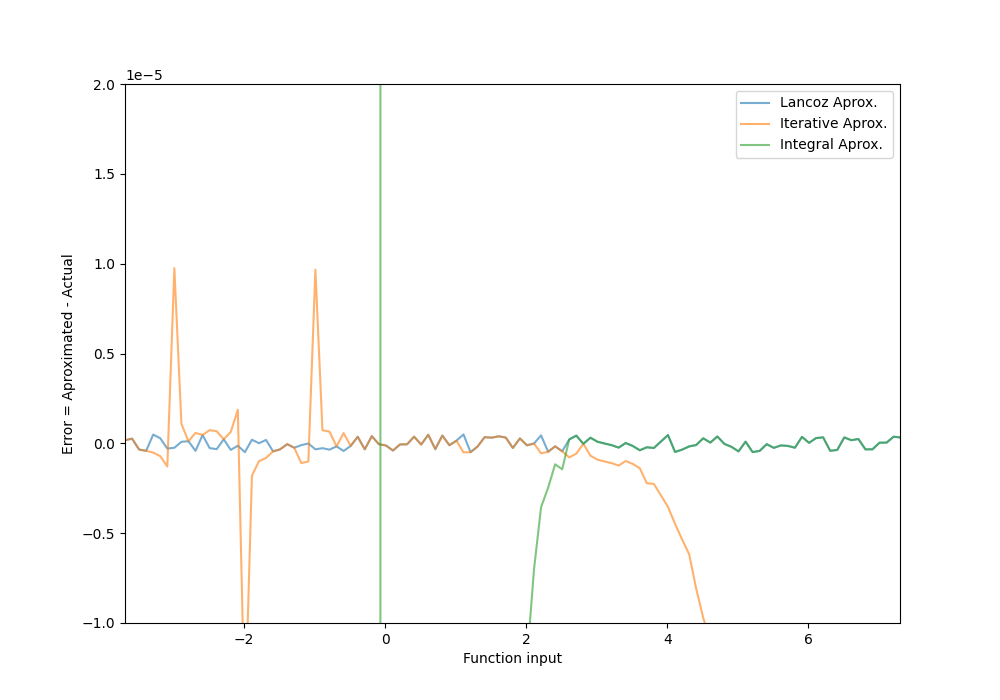 1e−5
2.0
1.5
1.0
0.5
0.0
−0.5
−1.0
Error = Aproximated - Actual
Lancoz Aprox.
Iterative Aprox.
Integral Aprox.
−2 0 2 4 6
Function input